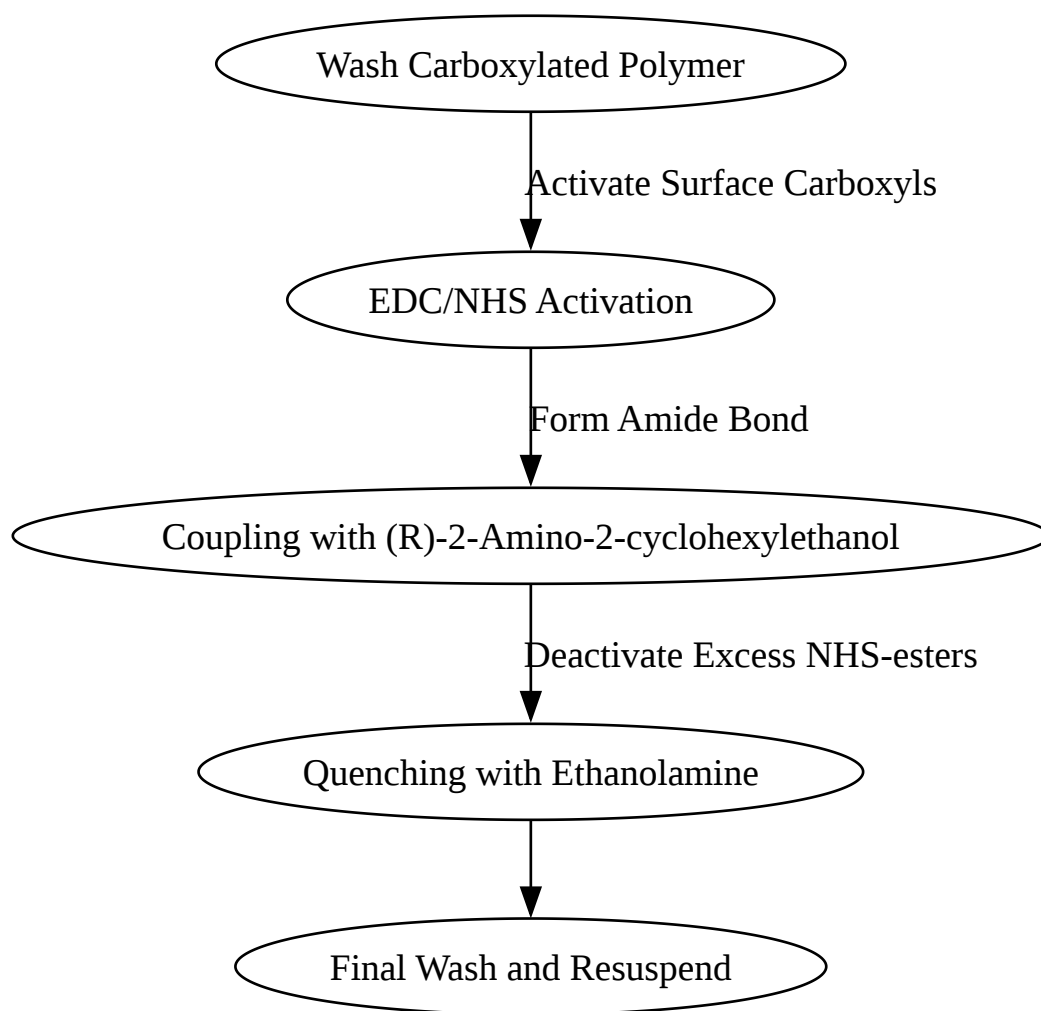 Wash Carboxylated Polymer
Activate Surface Carboxyls
EDC/NHS Activation
Form Amide Bond
Coupling with (R)-2-Amino-2-cyclohexylethanol
Deactivate Excess NHS-esters
Quenching with Ethanolamine
Final Wash and Resuspend